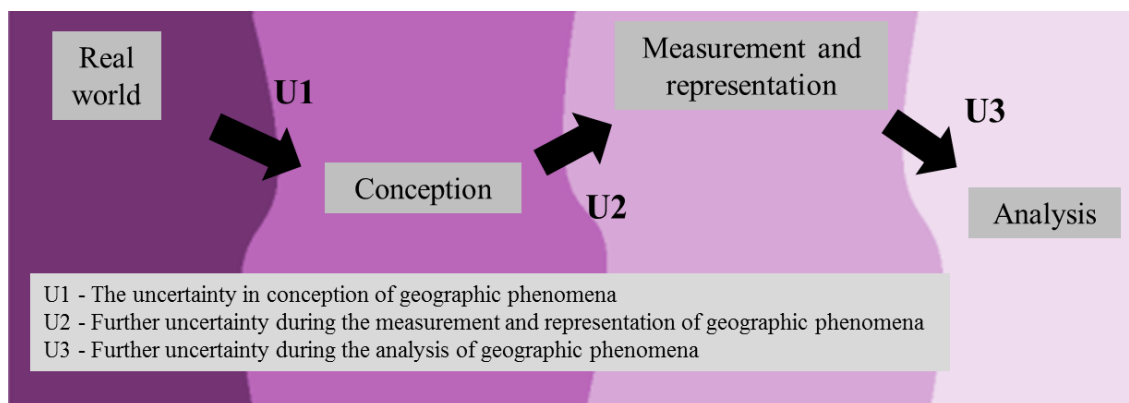 Real
world
U1
Conception
U2
Measurement and
representation
U3
Analysis
U1 - The uncertainty in conception of geographic phenomena
U2 - Further uncertainty during the measurement and representation of geographic phenomena
U3 - Further uncertainty during the analysis of geographic phenomena